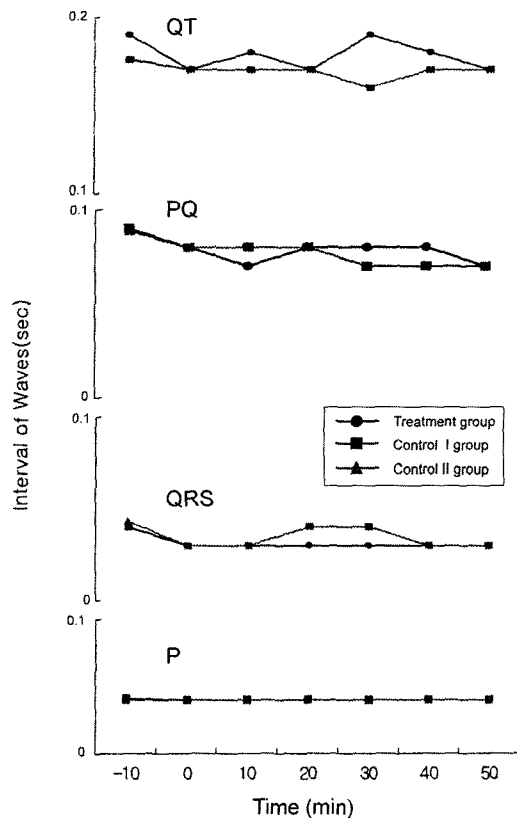 QT
0.2
0.1
PQ
0.1
0
Interval of Waves(sec)
Treatment group
Control I group
Control II group
0.1
QRS
0
0.1
P
0
-10 0 10 20 30 40 50
Time (min)